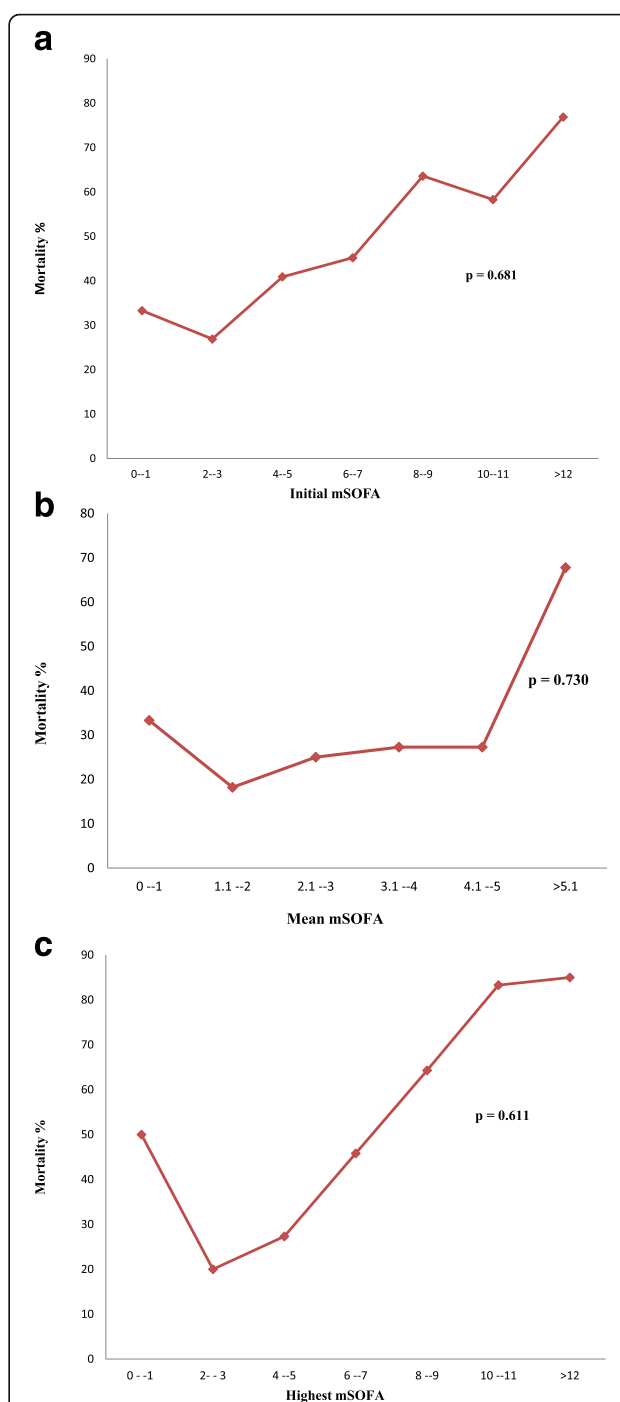 a
90
80
70
60
50
40
30
20
10
0
Mortality %
p = 0.681
0--1 2--3 4--5 6--7 8--9 10--11 >12
Initial mSOFA
b
80
70
60
50
40
30
20
10
0
Mortality %
p = 0.730
0 --1 1.1 --2 2.1 --3 3.1 --4 4.1 --5 >5.1
Mean mSOFA
c
90
80
70
60
50
40
30
20
10
0
Mortality %
p = 0.611
0 - -1 2- - 3 4 --5 6 --7 8 --9 10 --11 >12
Highest mSOFA